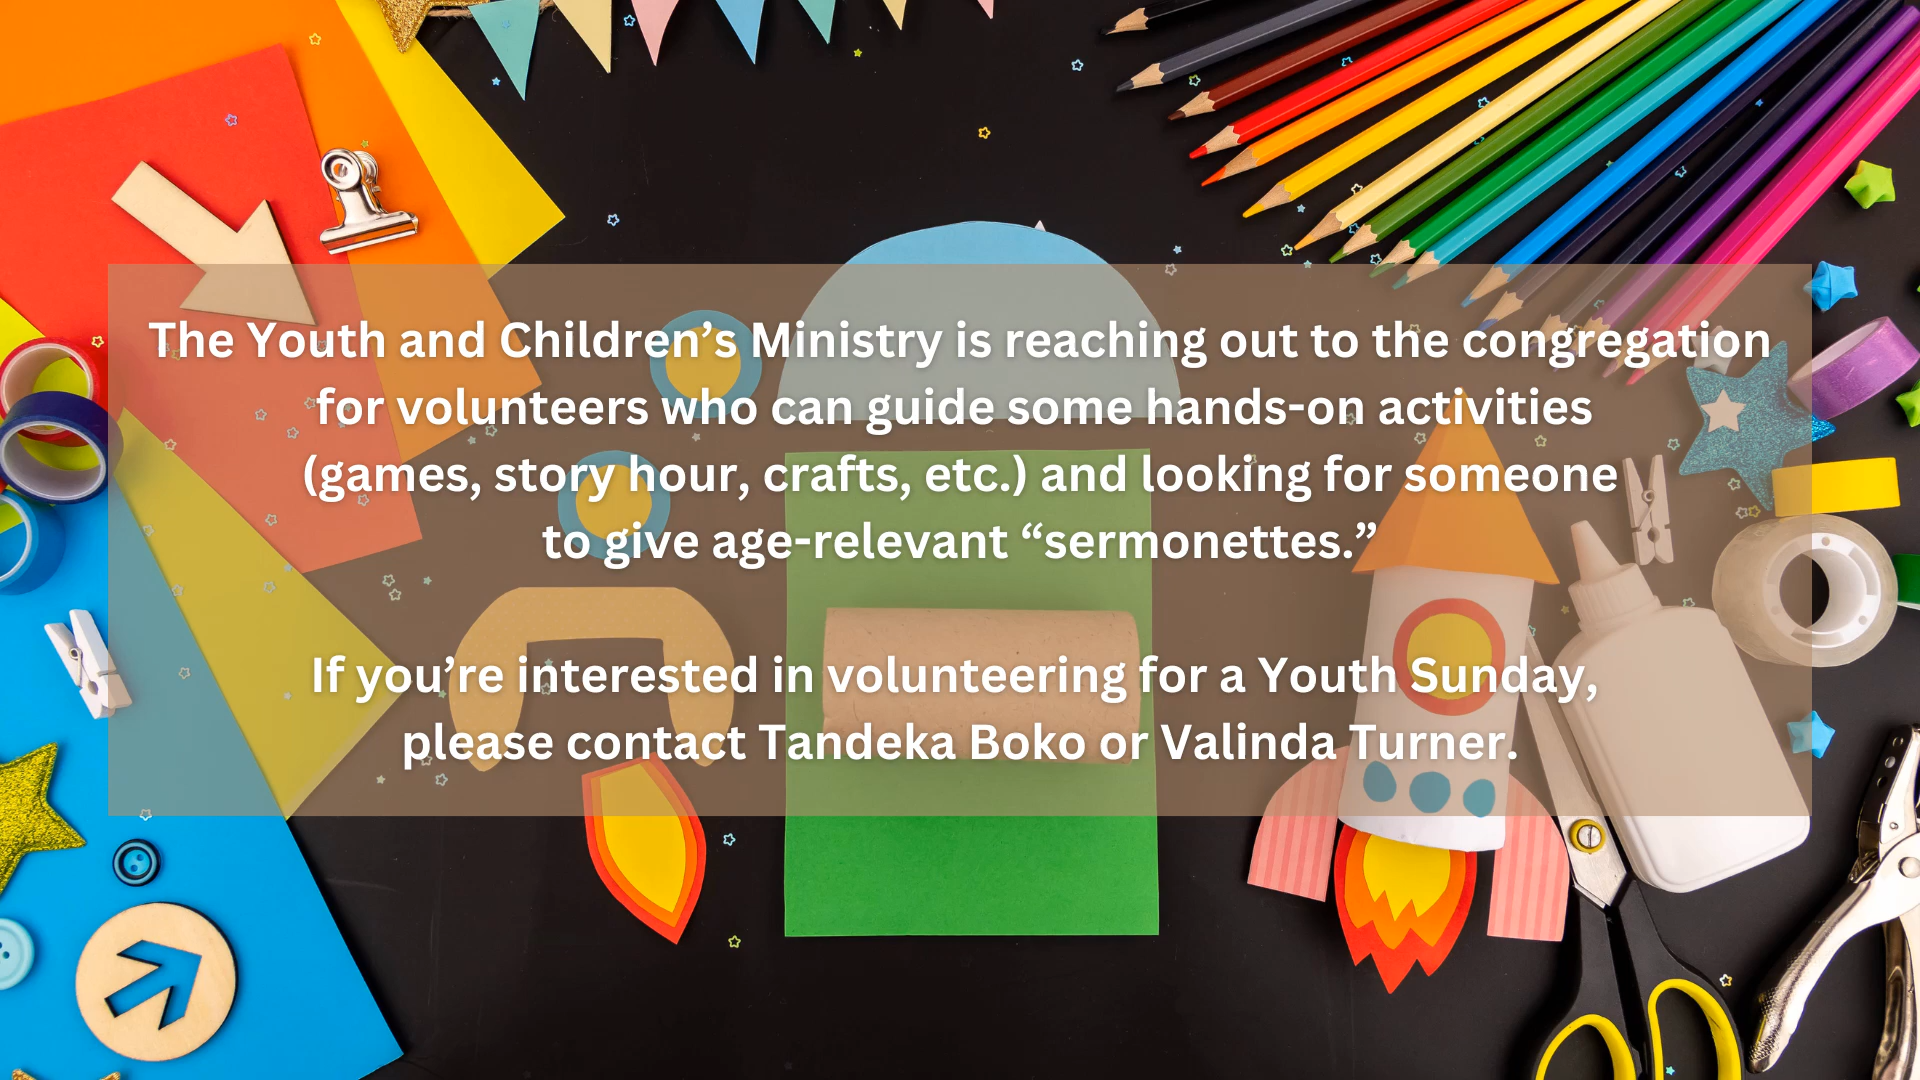 The Youth and Children’s Ministry is reaching out to the congregation
for volunteers who can guide some hands-on activities
(games, story hour, crafts, etc.) and looking for someone
to give age-relevant “sermonettes.”
If you’re interested in volunteering for a Youth Sunday,
please contact Tandeka Boko or Valinda Turner.